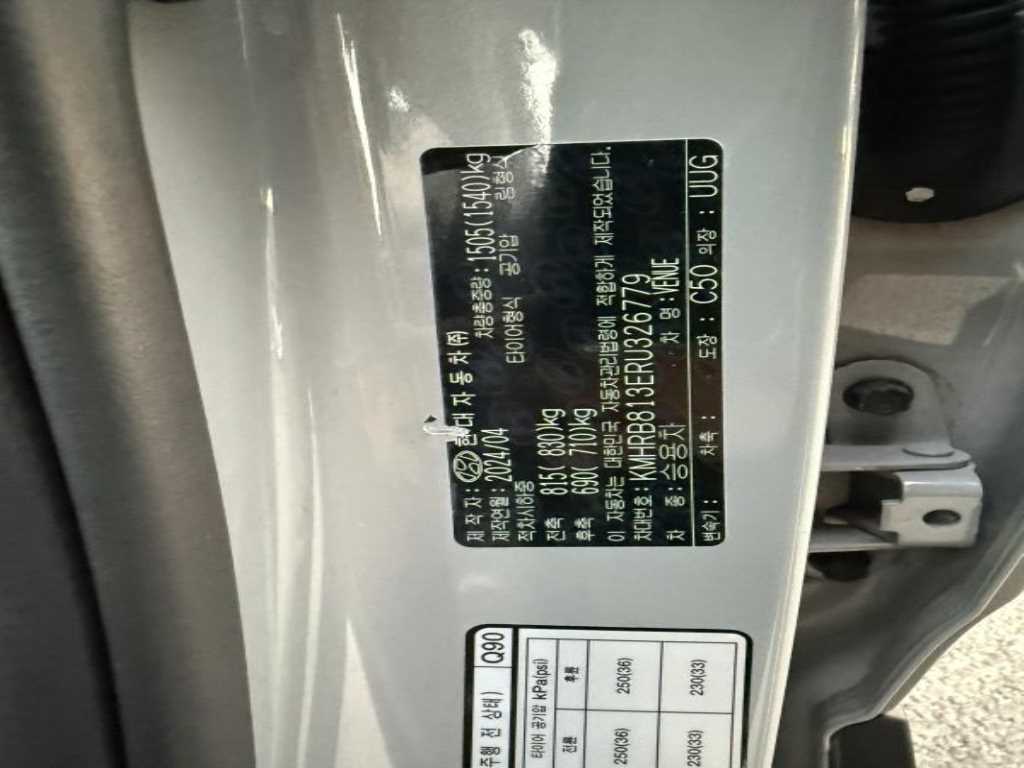 제 작 자 : 현대 자동차(주)
제작연월 : 2024/04 차량총중량 : 1505(1540)kg
적차시하중 타이어형식 공기압 림형식
전축 815( 830)kg
후축 690( 710)kg
이 자동차는 대한민국 자동차관리법령에 적합하게 제작되었습니다.
차대번호 : KMHRB813ERU326779
차 종 : 승용차 차 명 : VENUE
변속기 : 차축 : 도장 : C50 의장 : UUG
주행 전 상태) Q90
타이어 공기압 kPa(psi)
전륜 후륜
250(36) 250(36)
230(33) 230(33)